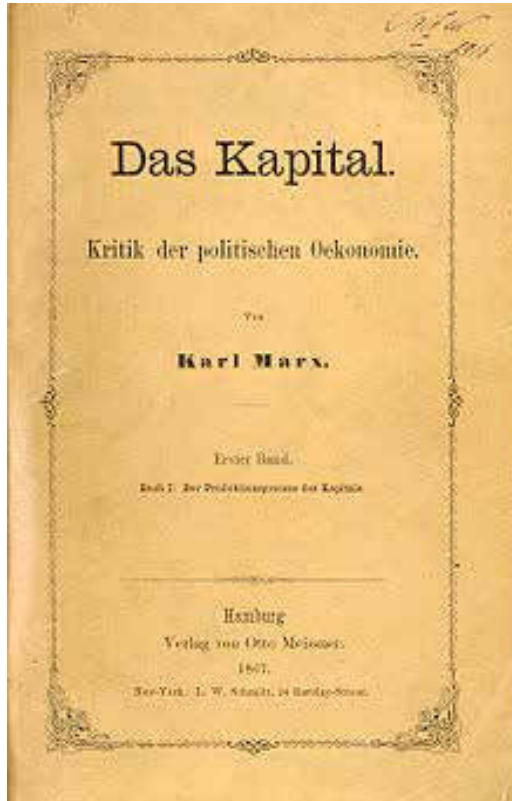 Das Kapital.
Kritik der politischen Oekonomie.
Von
Karl Marx.
Erster Band.
Buch I: Der Produktionsprocess des Kapitals.
Hamburg
Verlag von Otto Meissner.
1867.
New-York: L. W. Schmidt, 24 Barclay-Street.